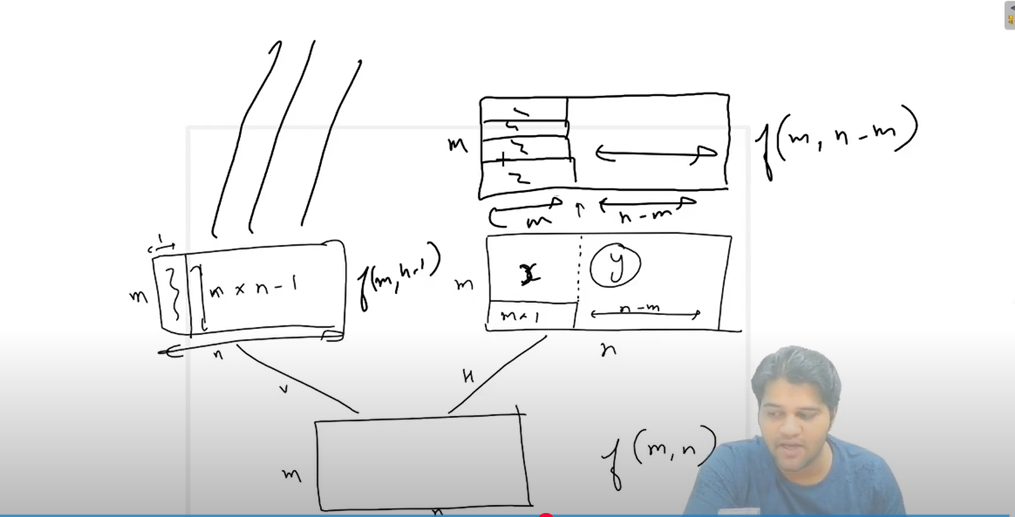 m
f(m, n-m)
m
n-m
1
m
m × n-1
f(m, n-1)
m
x
y
m×1
n-m
n
n
V
H
m
n
f(m, n)